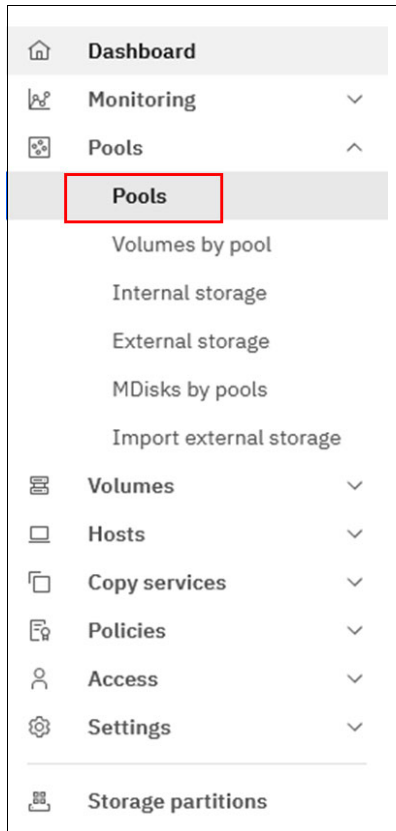 Dashboard
Monitoring
Pools
Pools
Volumes by pool
Internal storage
External storage
MDisks by pools
Import external storage
Volumes
Hosts
Copy services
Policies
Access
Settings
Storage partitions